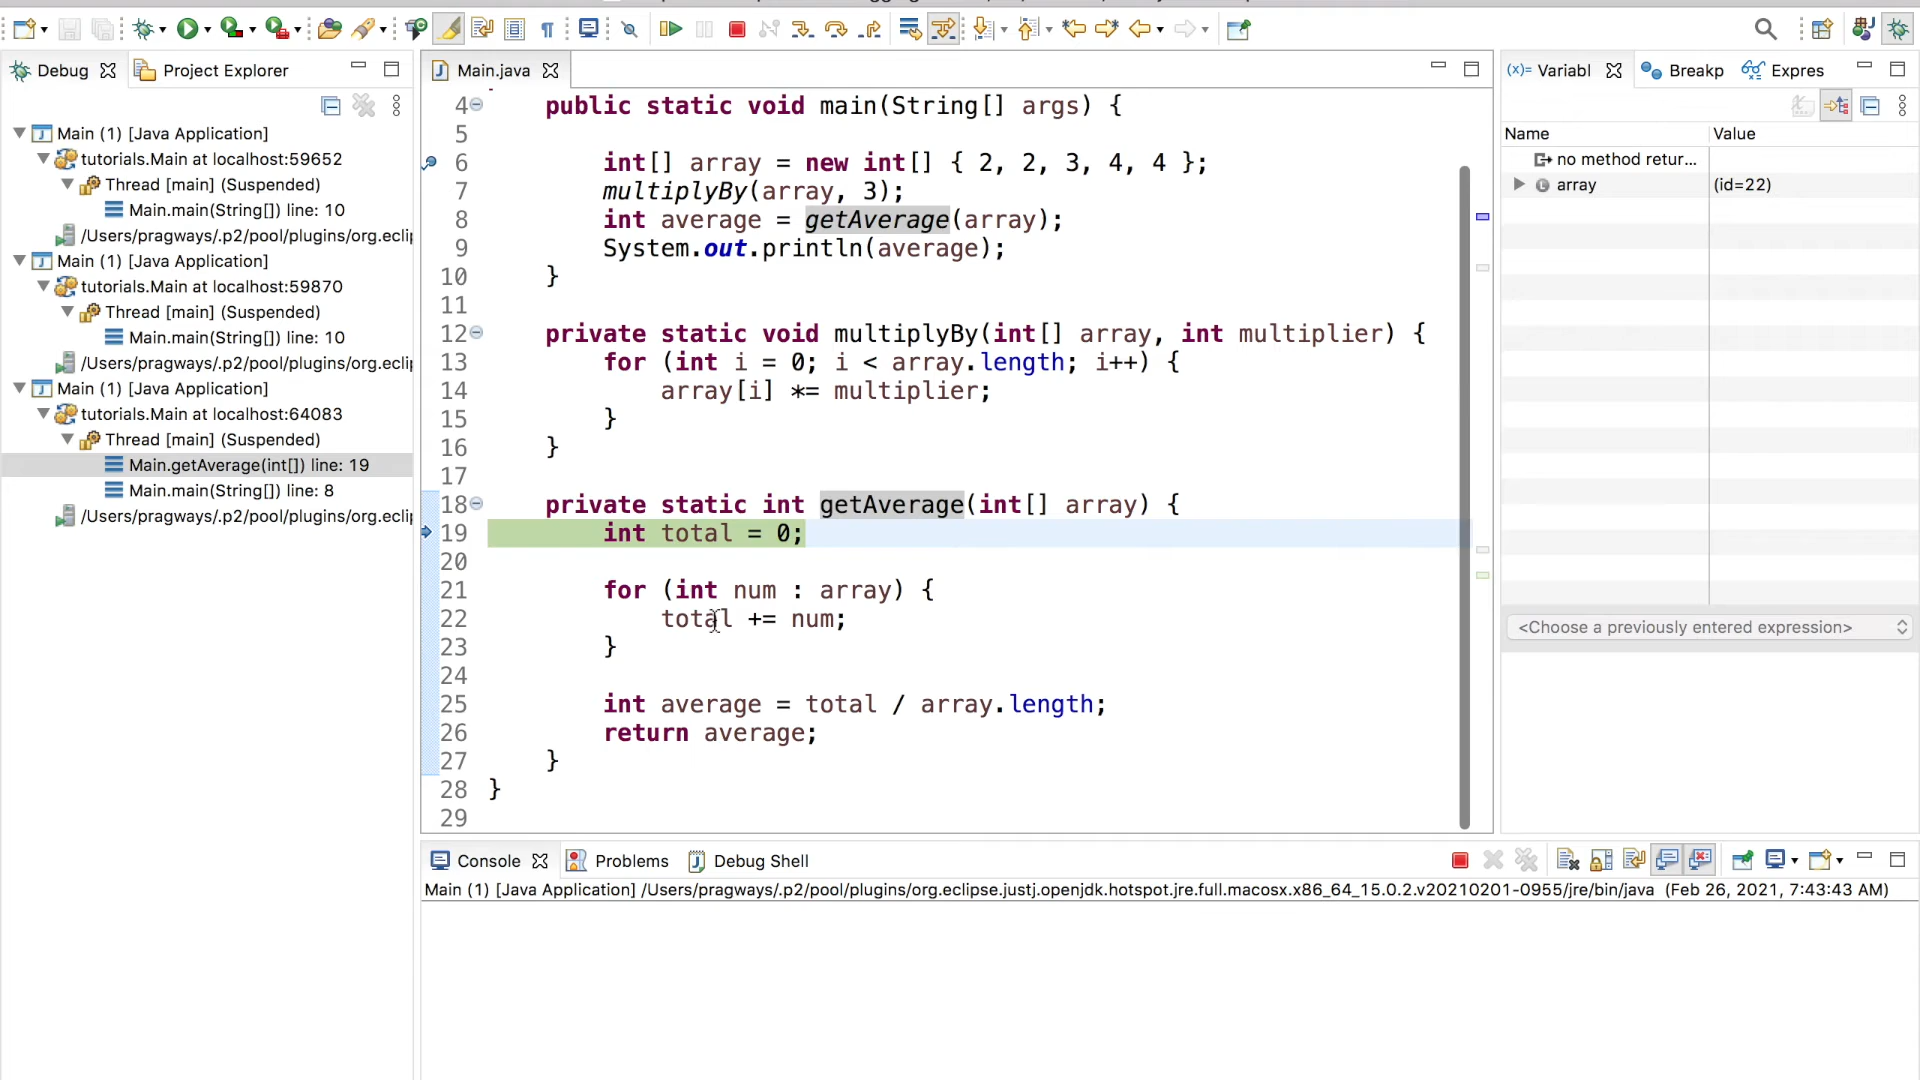 Debug
Project Explorer
Main (1) [Java Application]
tutorials.Main at localhost:59652
Thread [main] (Suspended)
Main.main(String[]) line: 10
/Users/pragways/.p2/pool/plugins/org.ecli
Main (1) [Java Application]
tutorials.Main at localhost:59870
Thread [main] (Suspended)
Main.main(String[]) line: 10
/Users/pragways/.p2/pool/plugins/org.ecli
Main (1) [Java Application]
tutorials.Main at localhost:64083
Thread [main] (Suspended)
Main.getAverage(int[]) line: 19
Main.main(String[]) line: 8
/Users/pragways/.p2/pool/plugins/org.ecli
Main.java
4 public static void main(String[] args) {
5
6 int[] array = new int[] { 2, 2, 3, 4, 4 };
7 multiplyBy(array, 3);
8 int average = getAverage(array);
9 System.out.println(average);
10 }
11
12 private static void multiplyBy(int[] array, int multiplier) {
13 for (int i = 0; i < array.length; i++) {
14 array[i] *= multiplier;
15 }
16 }
17
18 private static int getAverage(int[] array) {
19 int total = 0;
20
21 for (int num : array) {
22 total += num;
23 }
24
25 int average = total / array.length;
26 return average;
27 }
28 }
29
(x)= Variabl
Breakp
Expres
Name Value
no method retur...
array (id=22)
<Choose a previously entered expression>
Console
Problems
Debug Shell
Main (1) [Java Application] /Users/pragways/.p2/pool/plugins/org.eclipse.justj.openjdk.hotspot.jre.full.macosx.x86_64_15.0.2.v20210201-0955/jre/bin/java (Feb 26, 2021, 7:43:43 AM)